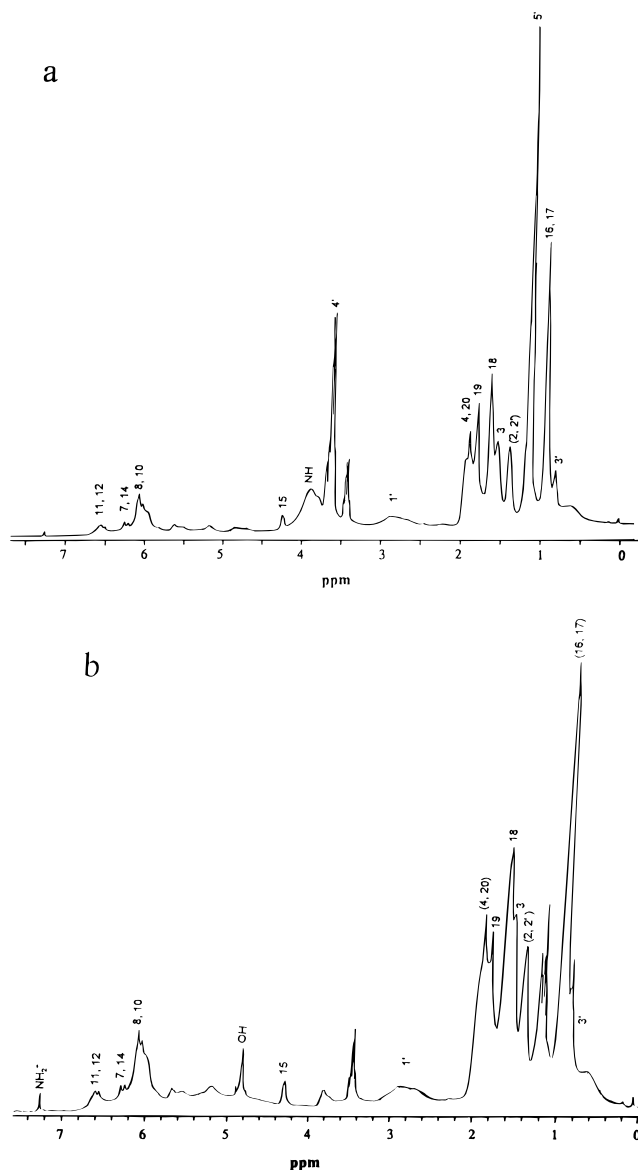 a
11, 12
7, 14
8, 10
15
NH
4'
1'
4, 20
19
18
3
(2, 2')
5'
16, 17
3'
7 6 5 4 3 2 1 0
ppm
b
NH₂⁺
11, 12
7, 14
8, 10
OH
15
1'
(4, 20)
19
18
3
(2, 2')
(16, 17)
3'
7 6 5 4 3 2 1 0
ppm